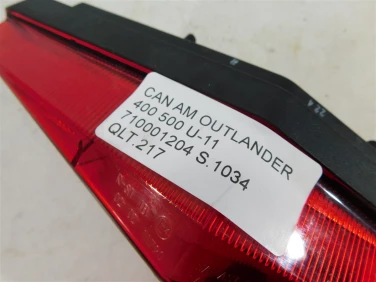 CAN AM OUTLANDER
400 500 U-11
710001204 S.1034
QLT.217